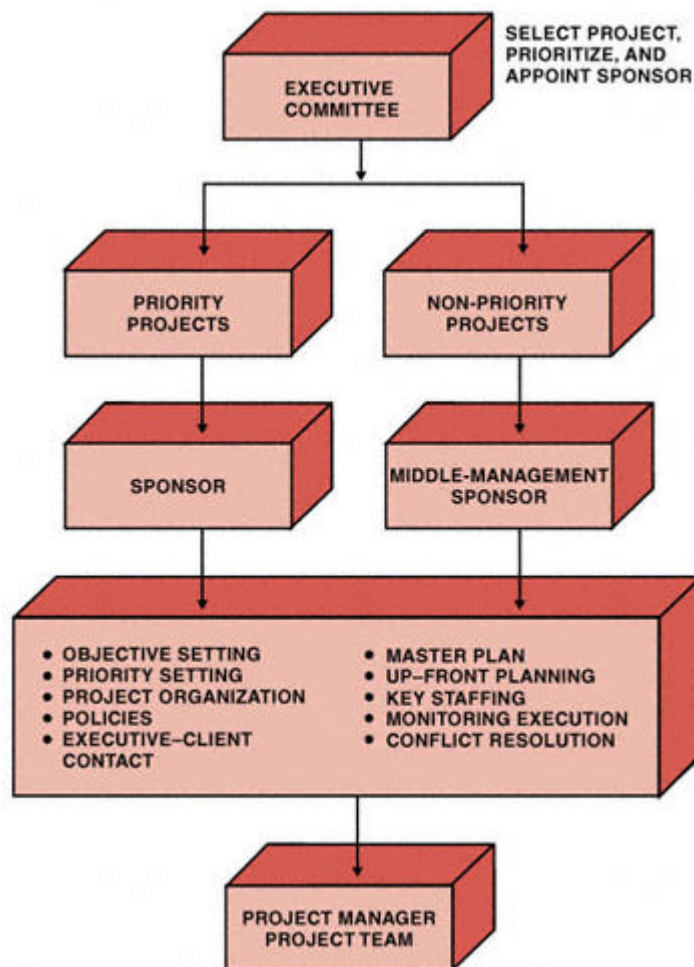 SELECT PROJECT,
PRIORITIZE, AND
APPOINT SPONSOR
EXECUTIVE
COMMITTEE
PRIORITY
PROJECTS
NON-PRIORITY
PROJECTS
SPONSOR
MIDDLE-MANAGEMENT
SPONSOR
• OBJECTIVE SETTING
• PRIORITY SETTING
• PROJECT ORGANIZATION
• POLICIES
• EXECUTIVE–CLIENT
CONTACT
• MASTER PLAN
• UP–FRONT PLANNING
• KEY STAFFING
• MONITORING EXECUTION
• CONFLICT RESOLUTION
PROJECT MANAGER
PROJECT TEAM